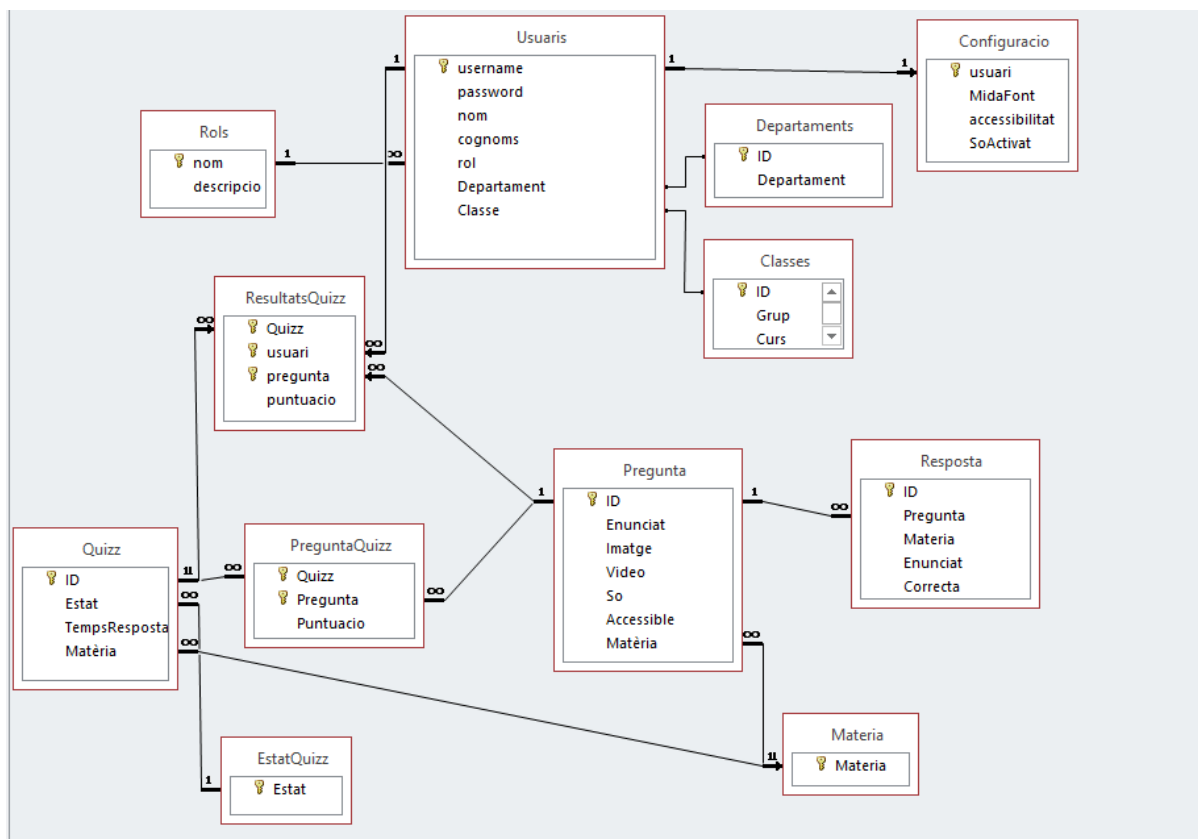 Usuaris
username
password
nom
cognoms
rol
Departament
Classe
1
1
1
Configuracio
usuari
MidaFont
accessibilitat
SoActivat
Rols
nom
descripcio
1
∞
Departaments
ID
Departament
Classes
ID
Grup
Curs
ResultatsQuizz
Quizz
usuari
pregunta
puntuacio
∞
∞
∞
Pregunta
ID
Enunciat
Imatge
Video
So
Accessible
Matèria
1
1
∞
Resposta
ID
Pregunta
Materia
Enunciat
Correcta
∞
Quizz
ID
Estat
TempsResposta
Matèria
11
∞
∞
PreguntaQuizz
Quizz
Pregunta
Puntuacio
∞
∞
EstatQuizz
Estat
1
Materia
Materia
11